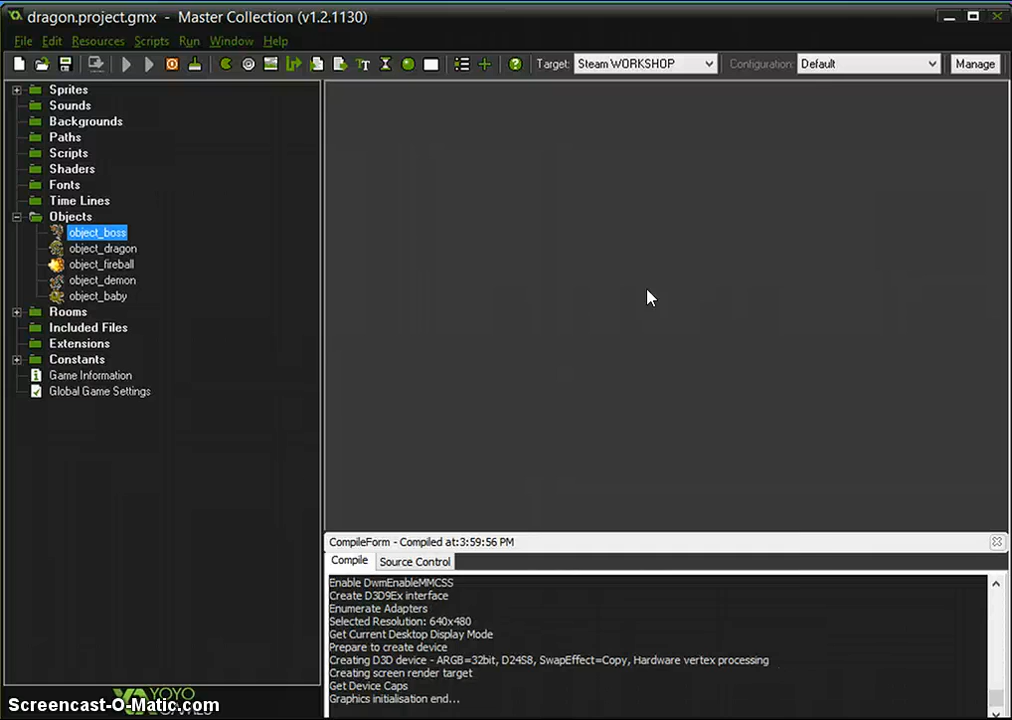 dragon.project.gmx - Master Collection (v1.2.1130)
File Edit Resources Scripts Run Window Help
Target: Steam WORKSHOP Configuration: Default Manage
Sprites
Sounds
Backgrounds
Paths
Scripts
Shaders
Fonts
Time Lines
Objects
object_boss
object_dragon
object_fireball
object_demon
object_baby
Rooms
Included Files
Extensions
Constants
Game Information
Global Game Settings
CompileForm - Compiled at:3:59:56 PM
Compile Source Control
Enable DwmEnableMMCSS
Create D3D9Ex interface
Enumerate Adapters
Selected Resolution: 640x480
Get Current Desktop Display Mode
Prepare to create device
Creating D3D device - ARGB=32bit, D24S8, SwapEffect=Copy, Hardware vertex processing
Creating screen render target
Get Device Caps
Graphics initialisation end...
YOYO
GAMES
Screencast-O-Matic.com